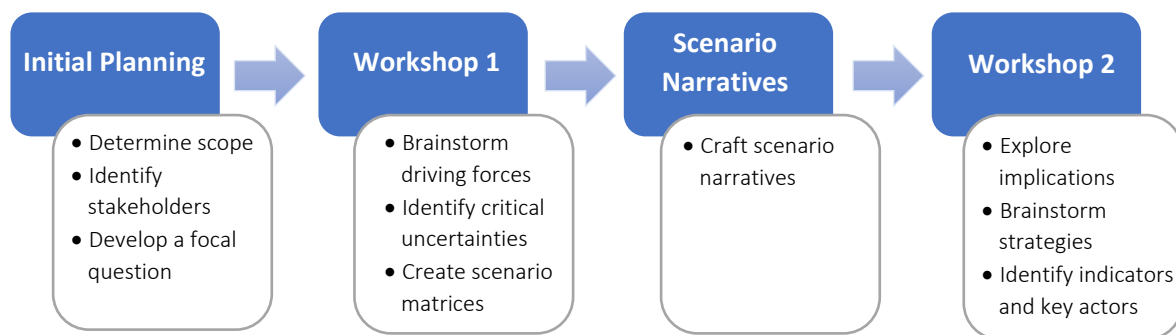 Initial Planning
• Determine scope
• Identify
stakeholders
• Develop a focal
question
Workshop 1
• Brainstorm
driving forces
• Identify critical
uncertainties
• Create scenario
matrices
Scenario
Narratives
• Craft scenario
narratives
Workshop 2
• Explore
implications
• Brainstorm
strategies
• Identify indicators
and key actors